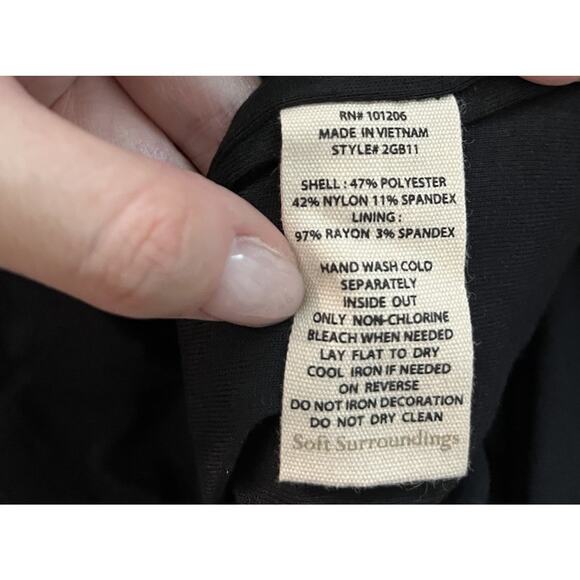 RN# 101206
MADE IN VIETNAM
STYLE# 2GB11
SHELL : 47% POLYESTER
42% NYLON 11% SPANDEX
LINING :
97% RAYON 3% SPANDEX
HAND WASH COLD
SEPARATELY
INSIDE OUT
ONLY NON-CHLORINE
BLEACH WHEN NEEDED
LAY FLAT TO DRY
COOL IRON IF NEEDED
ON REVERSE
DO NOT IRON DECORATION
DO NOT DRY CLEAN
Soft Surroundings